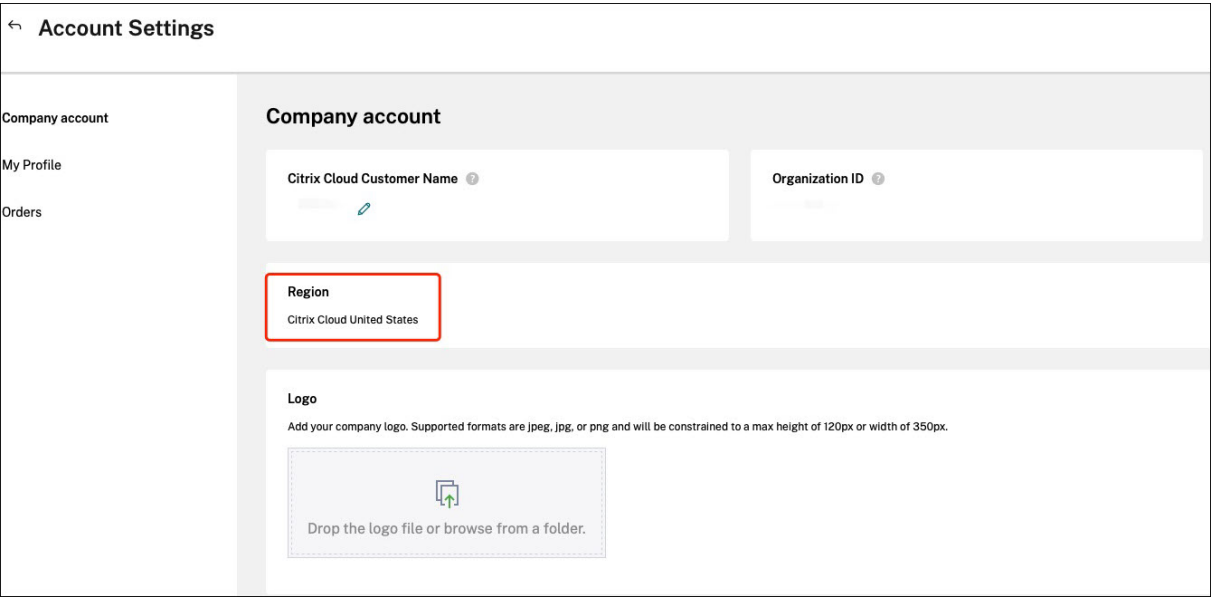 Account Settings
Company account
My Profile
Orders
Company account
Citrix Cloud Customer Name ?
Organization ID ?
Region
Citrix Cloud United States
Logo
Add your company logo. Supported formats are jpeg, jpg, or png and will be constrained to a max height of 120px or width of 350px.
Drop the logo file or browse from a folder.